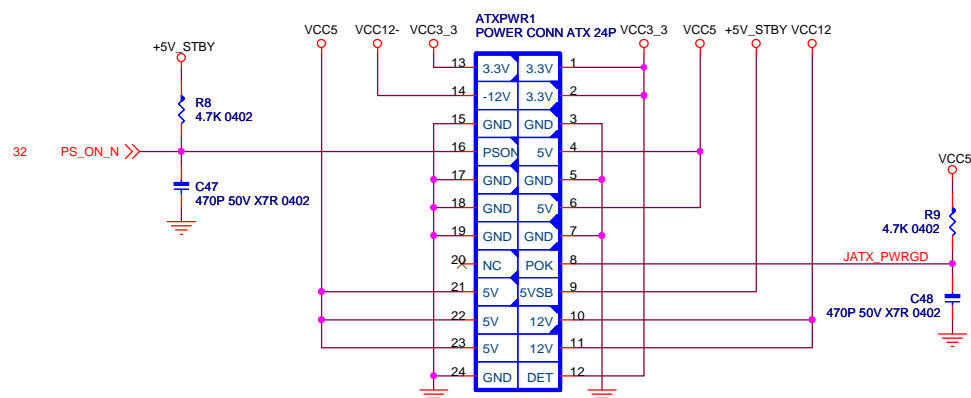 ATXPWR1
POWER CONN ATX 24P
VCC5
VCC12-
VCC3_3
VCC3_3
VCC5
+5V_STBY
VCC12
+5V_STBY
R8
4.7K 0402
32 PS_ON_N
C47
470P 50V X7R 0402
13 3.3V 3.3V 1
14 -12V 3.3V 2
15 GND GND 3
16 PSON 5V 4
17 GND GND 5
18 GND 5V 6
19 GND GND 7
20 NC POK 8
21 5V 5VSB 9
22 5V 12V 10
23 5V 12V 11
24 GND DET 12
VCC5
R9
4.7K 0402
JATX_PWRGD
C48
470P 50V X7R 0402